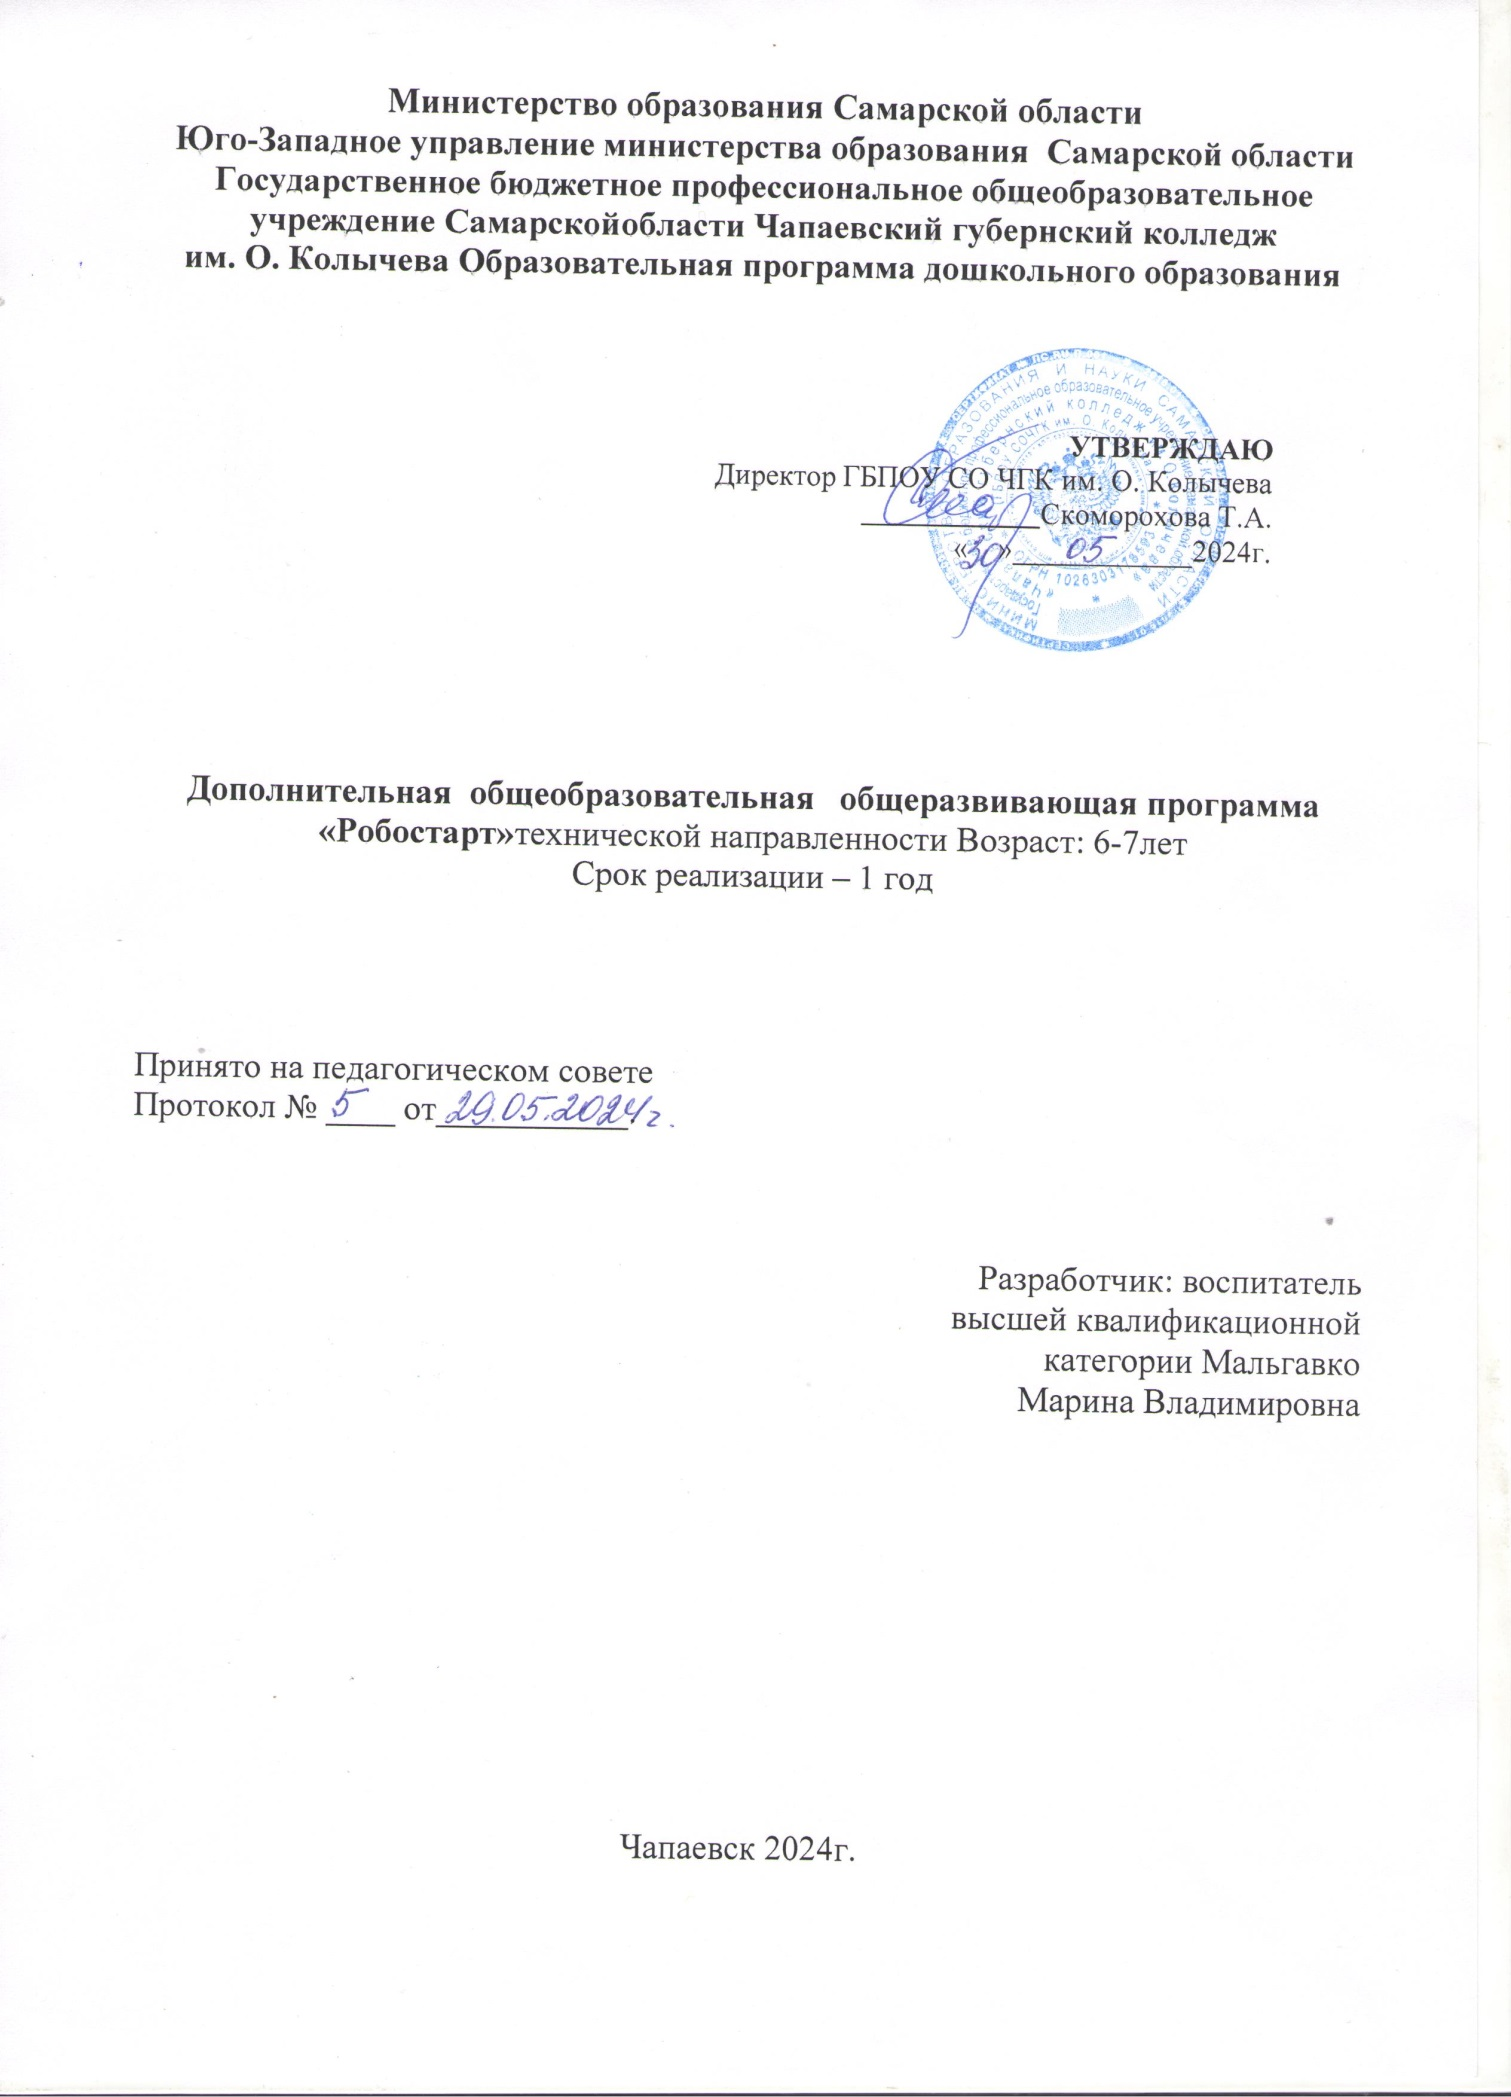 Министерство образования Самарской области
Юго-Западное управление министерства образования Самарской области
Государственное бюджетное профессиональное общеобразовательное
учреждение Самарскойобласти Чапаевский губернский колледж
им. О. Колычева Образовательная программа дошкольного образования
УТВЕРЖДАЮ
Директор ГБПОУ СО ЧГК им. О. Колычева
____________Скоморохова Т.А.
«30»____05____2024г.
Дополнительная общеобразовательная общеразвивающая программа
«Робостарт»технической направленности Возраст: 6-7лет
Срок реализации – 1 год
Принято на педагогическом совете
Протокол № 5 от 29.05.2024г.
Разработчик: воспитатель
высшей квалификационной
категории Мальгавко
Марина Владимировна
Чапаевск 2024г.